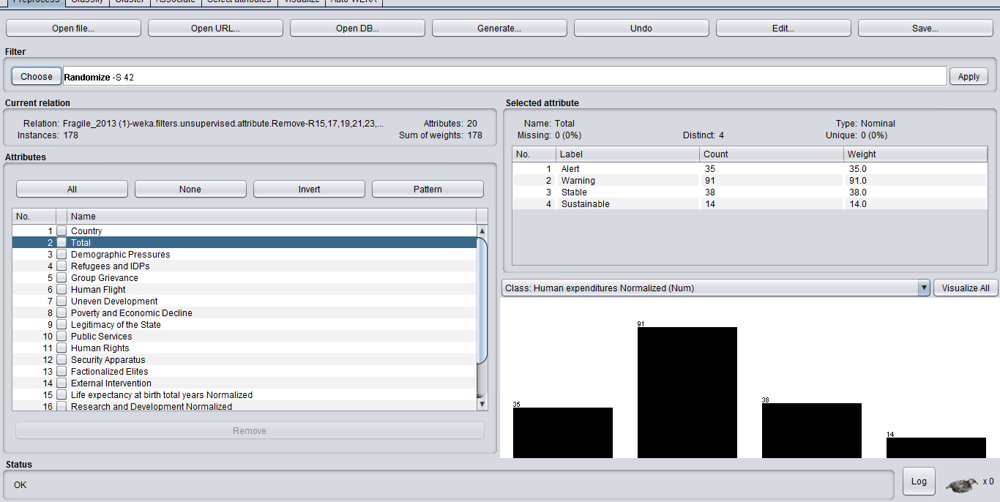 Preprocess Classify Cluster Associate Select attributes Visualize Auto-WEKA
Open file... Open URL... Open DB... Generate... Undo Edit... Save...
Filter
Choose Randomize -S 42 Apply
Current relation
Relation: Fragile_2013 (1)-weka.filters.unsupervised.attribute.Remove-R15,17,19,21,23,... Attributes: 20
Instances: 178 Sum of weights: 178
Attributes
All None Invert Pattern
No. Name
1 Country
2 Total
3 Demographic Pressures
4 Refugees and IDPs
5 Group Grievance
6 Human Flight
7 Uneven Development
8 Poverty and Economic Decline
9 Legitimacy of the State
10 Public Services
11 Human Rights
12 Security Apparatus
13 Factionalized Elites
14 External Intervention
15 Life expectancy at birth total years Normalized
16 Research and Development Normalized
Remove
Selected attribute
Name: Total Type: Nominal
Missing: 0 (0%) Distinct: 4 Unique: 0 (0%)
No. Label Count Weight
1 Alert 35 35.0
2 Warning 91 91.0
3 Stable 38 38.0
4 Sustainable 14 14.0
Class: Human expenditures Normalized (Num) Visualize All
91
35
38
14
Status
OK
Log x 0